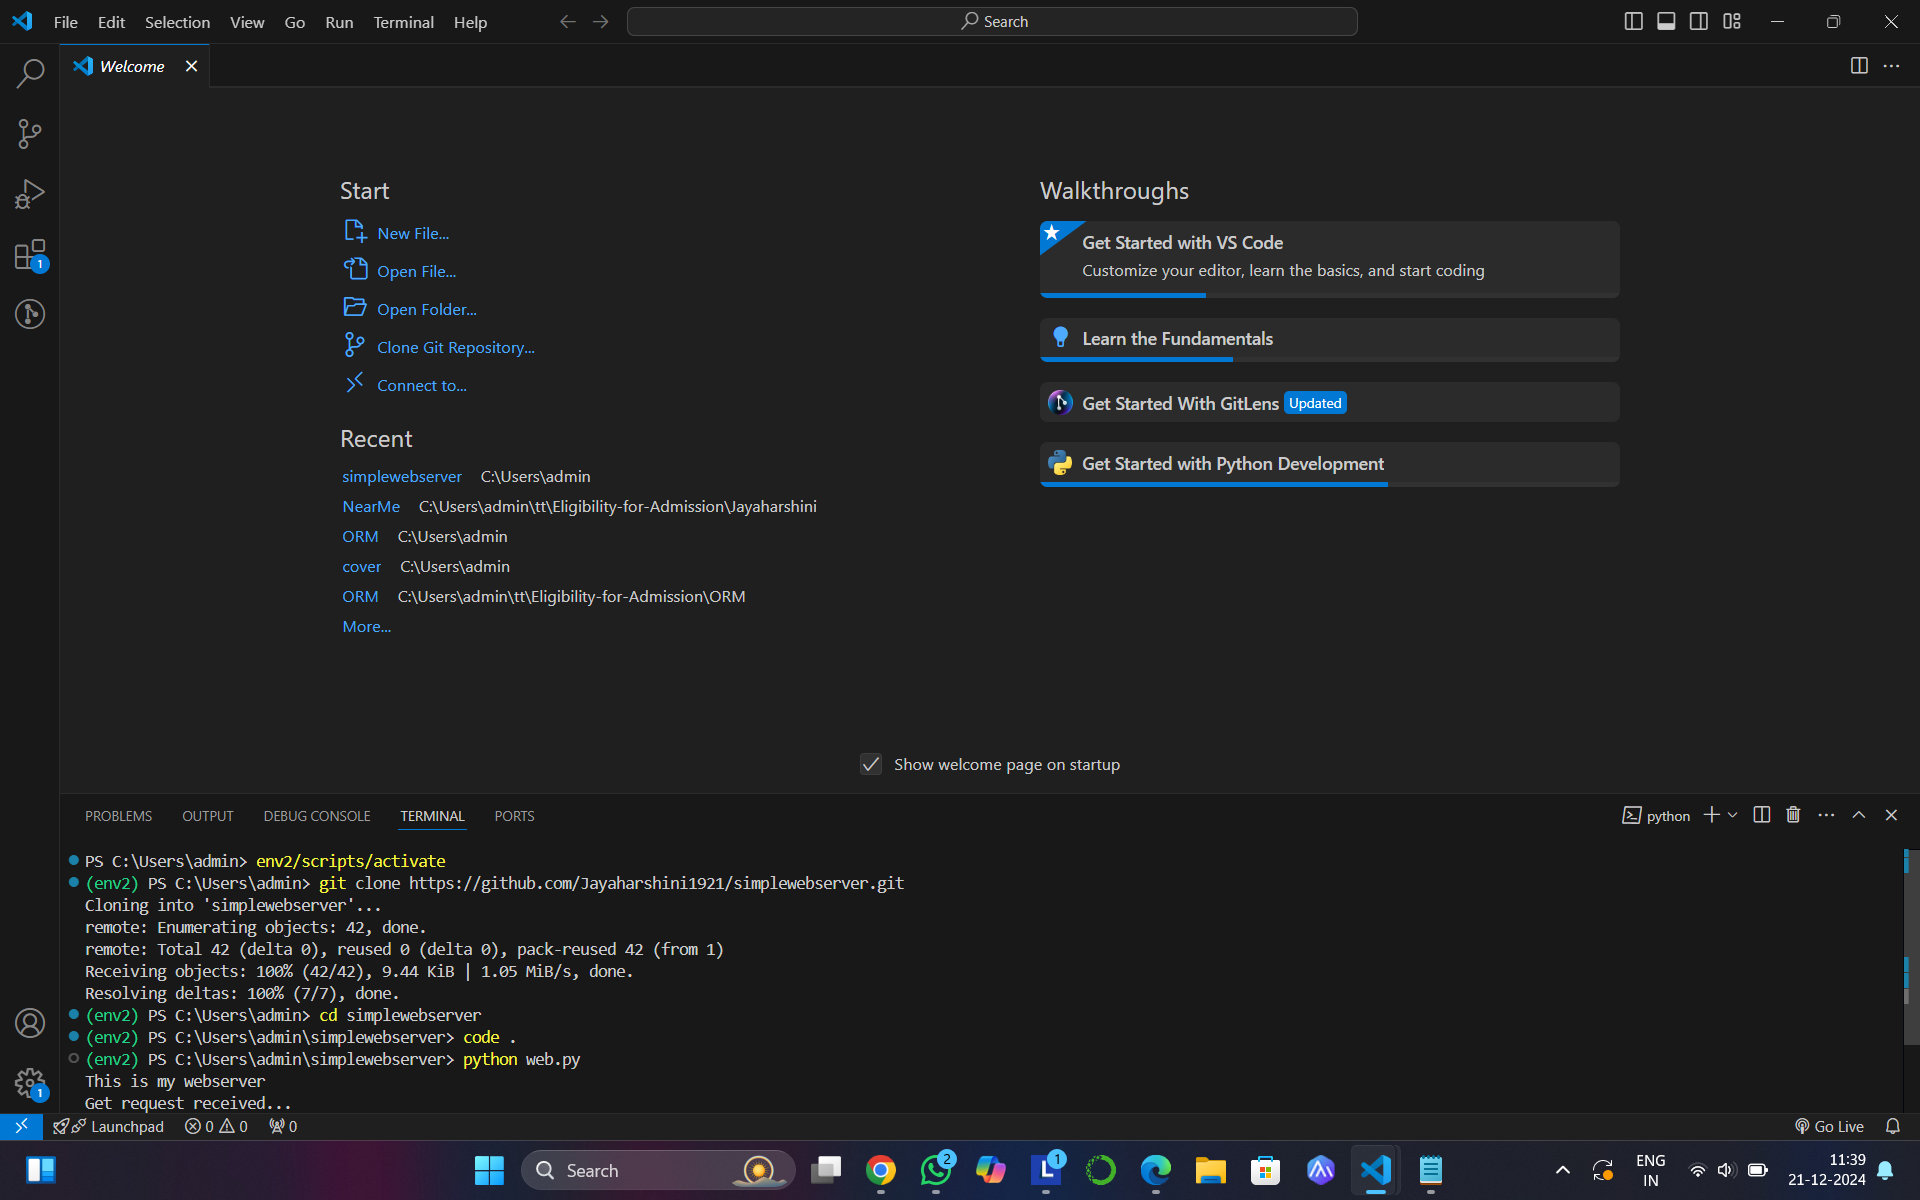 File Edit Selection View Go Run Terminal Help
Search
Welcome
Start
New File...
Open File...
Open Folder...
Clone Git Repository...
Connect to...
Recent
simplewebserver C:\Users\admin
NearMe C:\Users\admin\tt\Eligibility-for-Admission\Jayaharshini
ORM C:\Users\admin
cover C:\Users\admin
ORM C:\Users\admin\tt\Eligibility-for-Admission\ORM
More...
Walkthroughs
Get Started with VS Code
Customize your editor, learn the basics, and start coding
Learn the Fundamentals
Get Started With GitLens Updated
Get Started with Python Development
1
Show welcome page on startup
PROBLEMS OUTPUT DEBUG CONSOLE TERMINAL PORTS
python
PS C:\Users\admin> env2/scripts/activate
(env2) PS C:\Users\admin> git clone https://github.com/Jayaharshini1921/simplewebserver.git
Cloning into 'simplewebserver'...
remote: Enumerating objects: 42, done.
remote: Total 42 (delta 0), reused 0 (delta 0), pack-reused 42 (from 1)
Receiving objects: 100% (42/42), 9.44 KiB | 1.05 MiB/s, done.
Resolving deltas: 100% (7/7), done.
(env2) PS C:\Users\admin> cd simplewebserver
(env2) PS C:\Users\admin\simplewebserver> code .
(env2) PS C:\Users\admin\simplewebserver> python web.py
This is my webserver
Get request received...
1
Launchpad 0 0 0
Go Live
Search
2
L 1
ENG
IN
11:39
21-12-2024